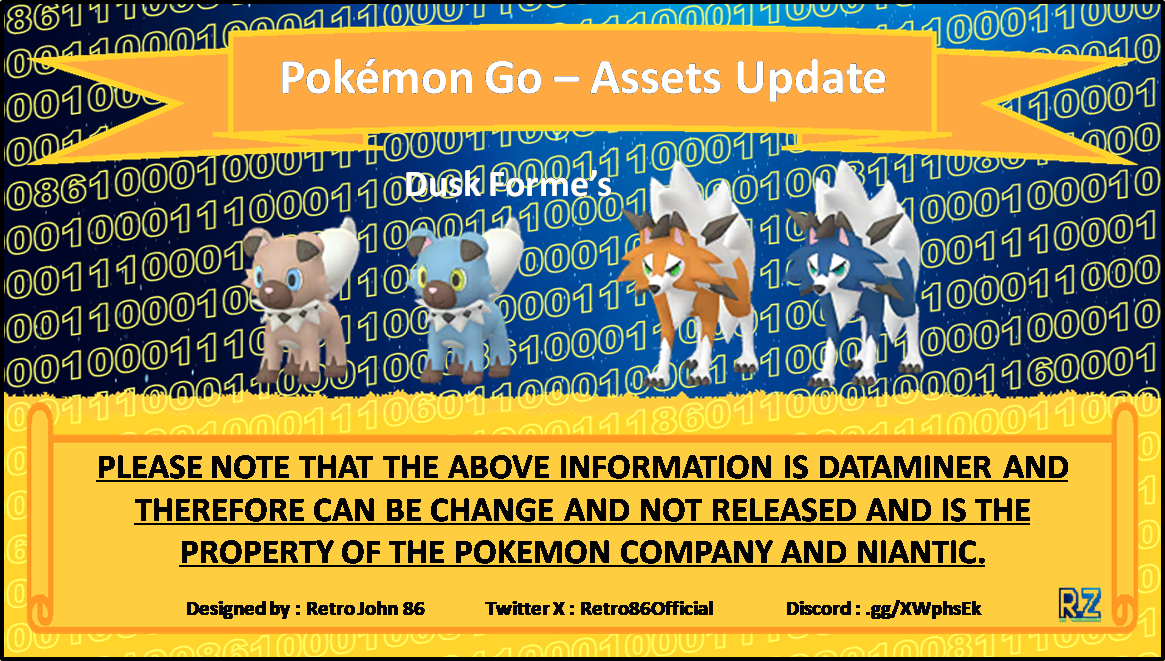 Pokémon Go – Assets Update
Dusk Forme's
PLEASE NOTE THAT THE ABOVE INFORMATION IS DATAMINER AND
THEREFORE CAN BE CHANGE AND NOT RELEASED AND IS THE
PROPERTY OF THE POKEMON COMPANY AND NIANTIC.
Designed by : Retro John 86 Twitter X : Retro86Official Discord : .gg/XWphsEk
RZ